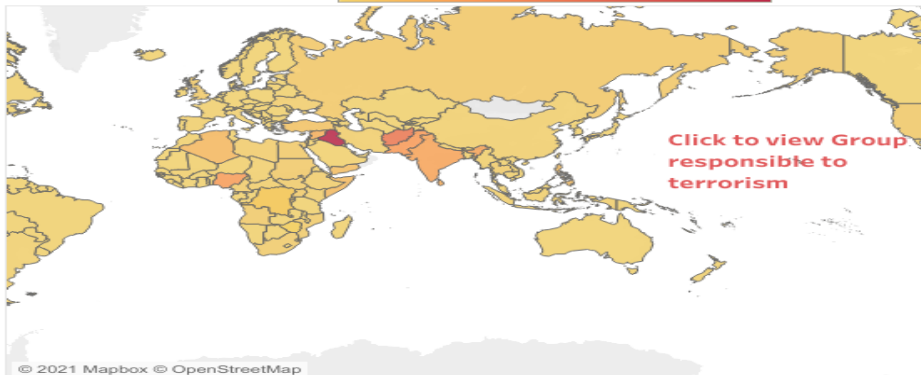 Click to view Group
responsible to
terrorism
© 2021 Mapbox © OpenStreetMap